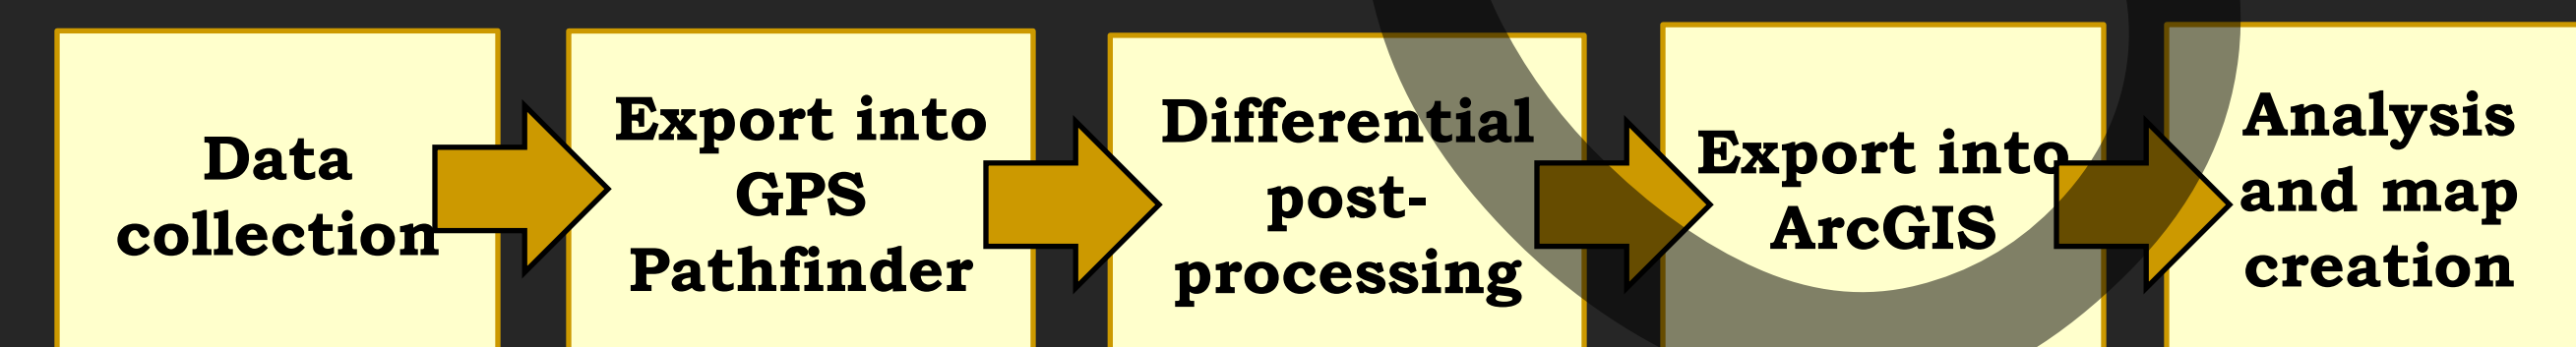 Data
collection
Export into
GPS
Pathfinder
Differential
post-
processing
Export into
ArcGIS
Analysis
and map
creation